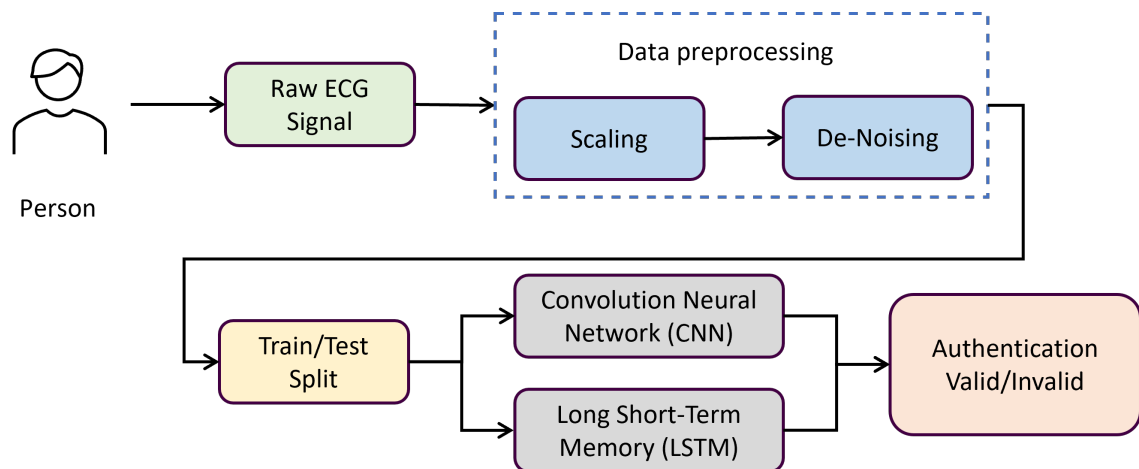 Data preprocessing
Raw ECG
Signal
Scaling
De-Noising
Person
Convolution Neural
Network (CNN)
Train/Test
Split
Authentication
Valid/Invalid
Long Short-Term
Memory (LSTM)